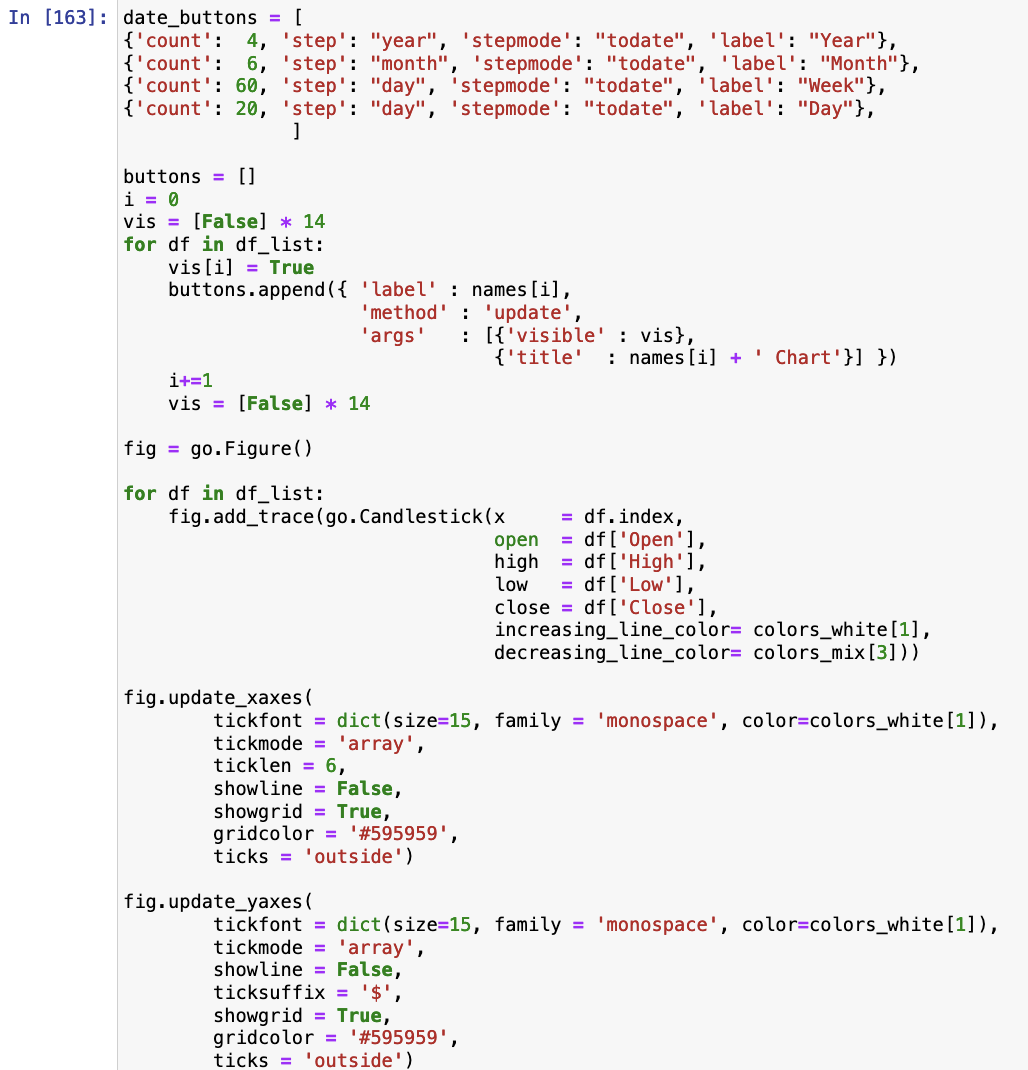 In [163]: date_buttons = [
{'count':  4, 'step': "year", 'stepmode': "todate", 'label': "Year"},
{'count':  6, 'step': "month", 'stepmode': "todate", 'label': "Month"},
{'count': 60, 'step': "day", 'stepmode': "todate", 'label': "Week"},
{'count': 20, 'step': "day", 'stepmode': "todate", 'label': "Day"},
               ]

buttons = []
i = 0
vis = [False] * 14
for df in df_list:
    vis[i] = True
    buttons.append({ 'label' : names[i],
                     'method' : 'update',
                     'args'   : [{'visible' : vis},
                                 {'title'  : names[i] + ' Chart'}] })
    i+=1
    vis = [False] * 14

fig = go.Figure()

for df in df_list:
    fig.add_trace(go.Candlestick(x     = df.index,
                                 open  = df['Open'],
                                 high  = df['High'],
                                 low   = df['Low'],
                                 close = df['Close'],
                                 increasing_line_color= colors_white[1],
                                 decreasing_line_color= colors_mix[3]))

fig.update_xaxes(
        tickfont = dict(size=15, family = 'monospace', color=colors_white[1]),
        tickmode = 'array',
        ticklen = 6,
        showline = False,
        showgrid = True,
        gridcolor = '#595959',
        ticks = 'outside')

fig.update_yaxes(
        tickfont = dict(size=15, family = 'monospace', color=colors_white[1]),
        tickmode = 'array',
        showline = False,
        ticksuffix = '$',
        showgrid = True,
        gridcolor = '#595959',
        ticks = 'outside')